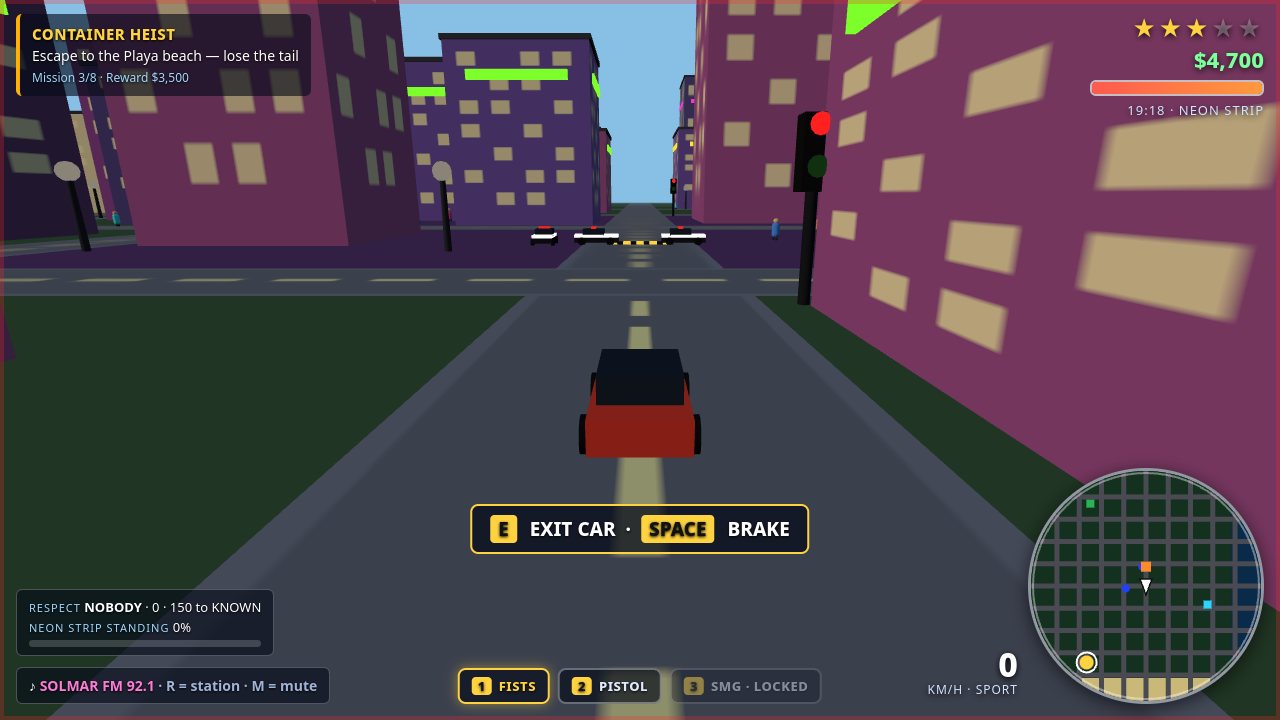 CONTAINER HEIST
Escape to the Playa beach — lose the tail
Mission 3/8 · Reward $3,500
★★★★★
$4,700
19:18 · NEON STRIP
E EXIT CAR · SPACE BRAKE
RESPECT NOBODY · 0 · 150 to KNOWN
NEON STRIP STANDING 0%
♪ SOLMAR FM 92.1 · R = station · M = mute
1 FISTS
2 PISTOL
3 SMG · LOCKED
0
KM/H · SPORT